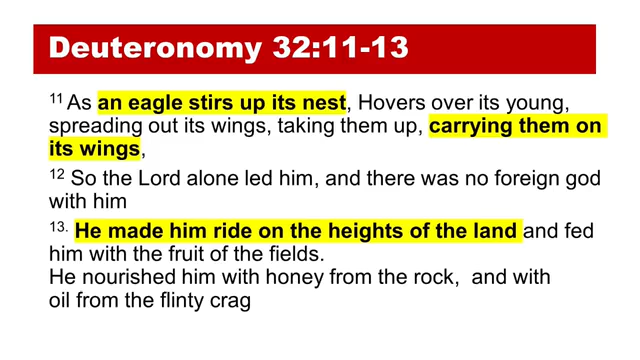 Deuteronomy 32:11-13
11 As an eagle stirs up its nest, Hovers over its young,
spreading out its wings, taking them up, carrying them on
its wings,
12 So the Lord alone led him, and there was no foreign god
with him
13. He made him ride on the heights of the land and fed
him with the fruit of the fields.
He nourished him with honey from the rock, and with
oil from the flinty crag